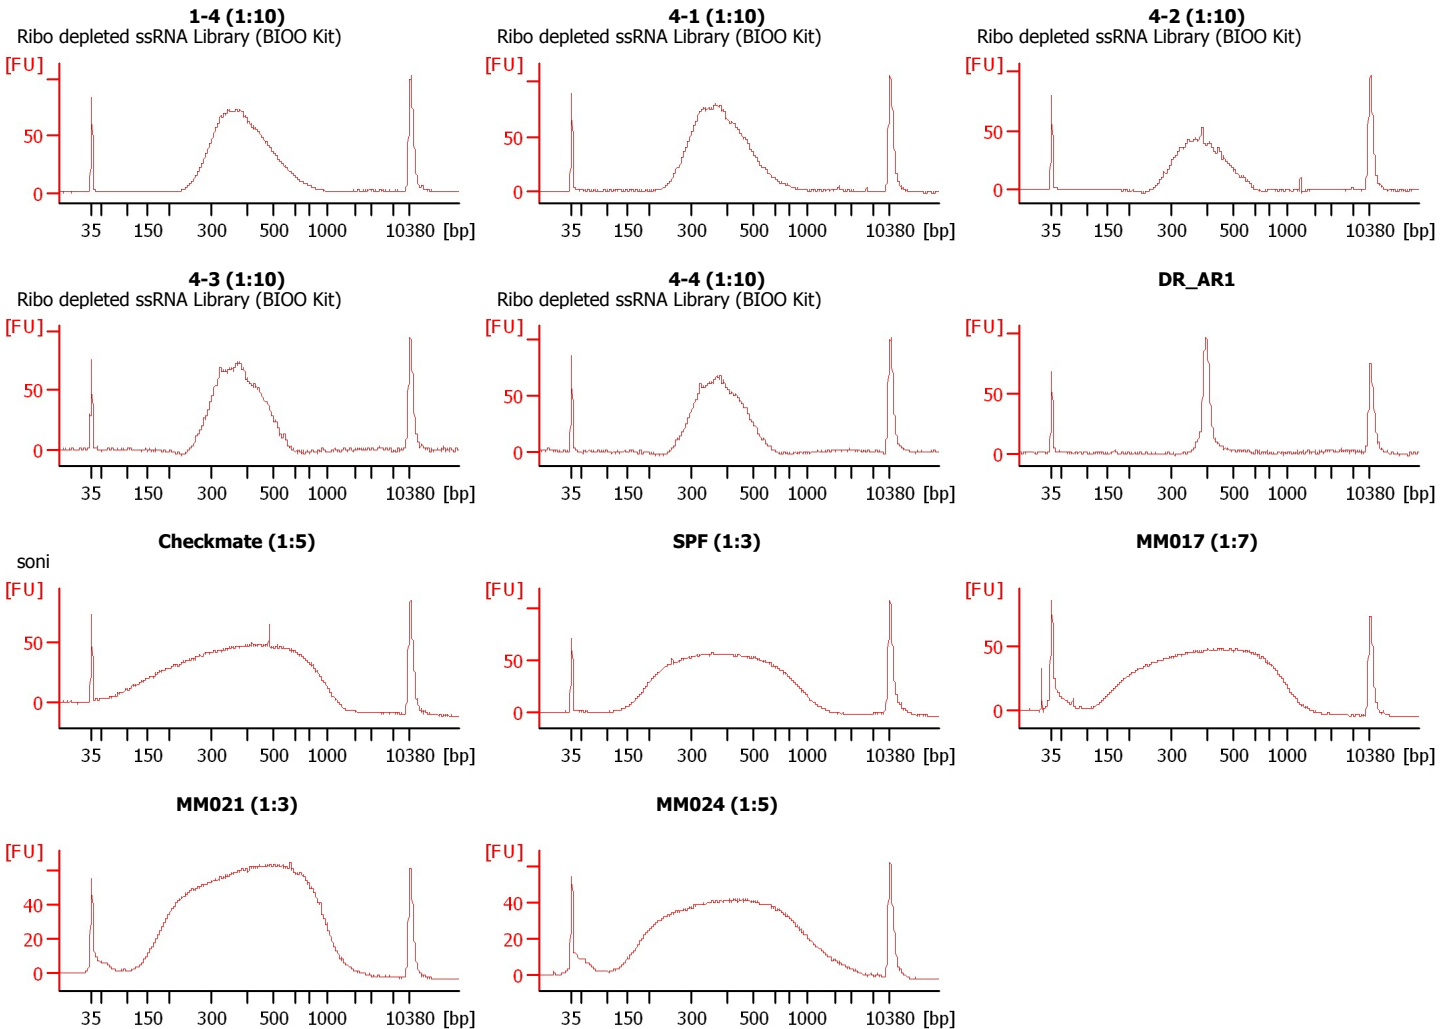 1-4 (1:10)
Ribo depleted ssRNA Library (BIOO Kit)
[FU]
50
0
35 150 300 500 1000 10380 [bp]
4-1 (1:10)
Ribo depleted ssRNA Library (BIOO Kit)
[FU]
50
0
35 150 300 500 1000 10380 [bp]
4-2 (1:10)
Ribo depleted ssRNA Library (BIOO Kit)
[FU]
50
0
35 150 300 500 1000 10380 [bp]
4-3 (1:10)
Ribo depleted ssRNA Library (BIOO Kit)
[FU]
50
0
35 150 300 500 1000 10380 [bp]
4-4 (1:10)
Ribo depleted ssRNA Library (BIOO Kit)
[FU]
50
0
35 150 300 500 1000 10380 [bp]
DR_AR1
[FU]
50
0
35 150 300 500 1000 10380 [bp]
Checkmate (1:5)
soni
[FU]
50
0
35 150 300 500 1000 10380 [bp]
SPF (1:3)
[FU]
50
0
35 150 300 500 1000 10380 [bp]
MM017 (1:7)
[FU]
50
0
35 150 300 500 1000 10380 [bp]
MM021 (1:3)
[FU]
40
20
0
35 150 300 500 1000 10380 [bp]
MM024 (1:5)
[FU]
40
20
0
35 150 300 500 1000 10380 [bp]